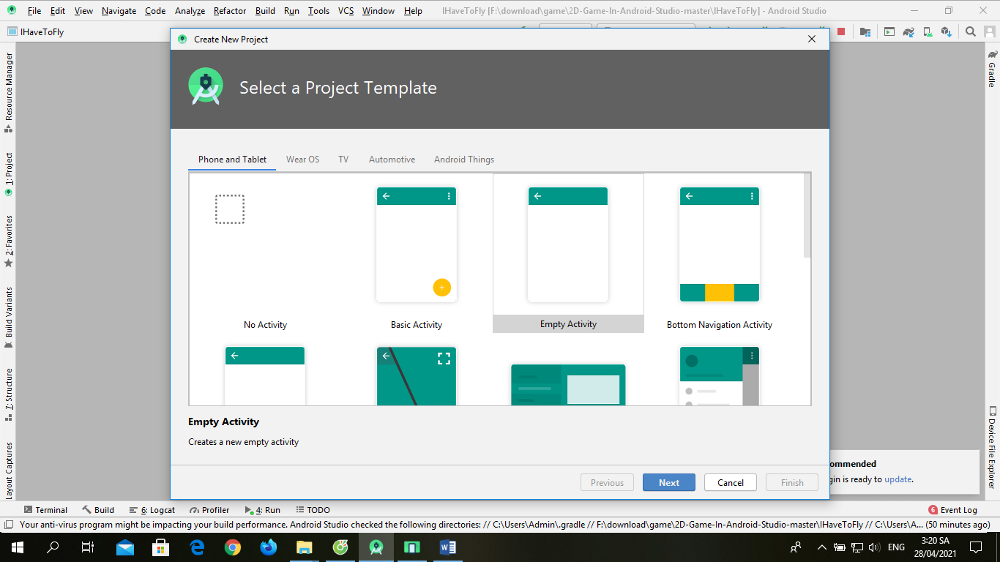 File Edit View Navigate Code Analyze Refactor Build Run Tools VCS Window Help IHaveToFly [F:\download\game\2D-Game-In-Android-Studio-master\IHaveToFly] - Android Studio
IHaveToFly
Create New Project
Select a Project Template
Phone and Tablet Wear OS TV Automotive Android Things
No Activity Basic Activity Empty Activity Bottom Navigation Activity
Empty Activity
Creates a new empty activity
Previous Next Cancel Finish
Resource Manager
1: Project
2: Favorites
Build Variants
7: Structure
Layout Captures
Gradle
Device File Explorer
ommended
gin is ready to update.
Terminal Build 6: Logcat Profiler 4: Run TODO 6 Event Log
Your anti-virus program might be impacting your build performance. Android Studio checked the following directories: // C:\Users\Admin\.gradle // F:\download\game\2D-Game-In-Android-Studio-master\IHaveToFly // C:\Users\A... (50 minutes ago)
ENG
3:20 SA
28/04/2021